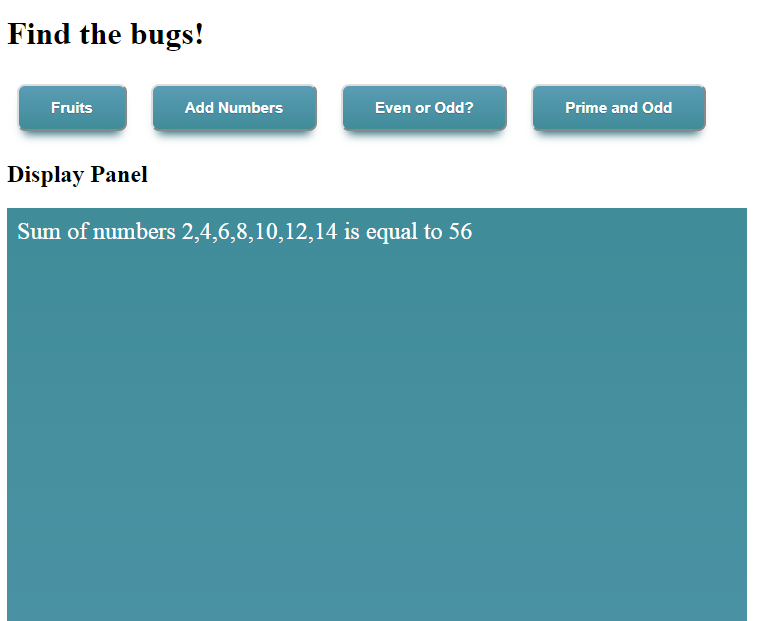 Find the bugs!
Fruits Add Numbers Even or Odd? Prime and Odd
Display Panel
Sum of numbers 2,4,6,8,10,12,14 is equal to 56